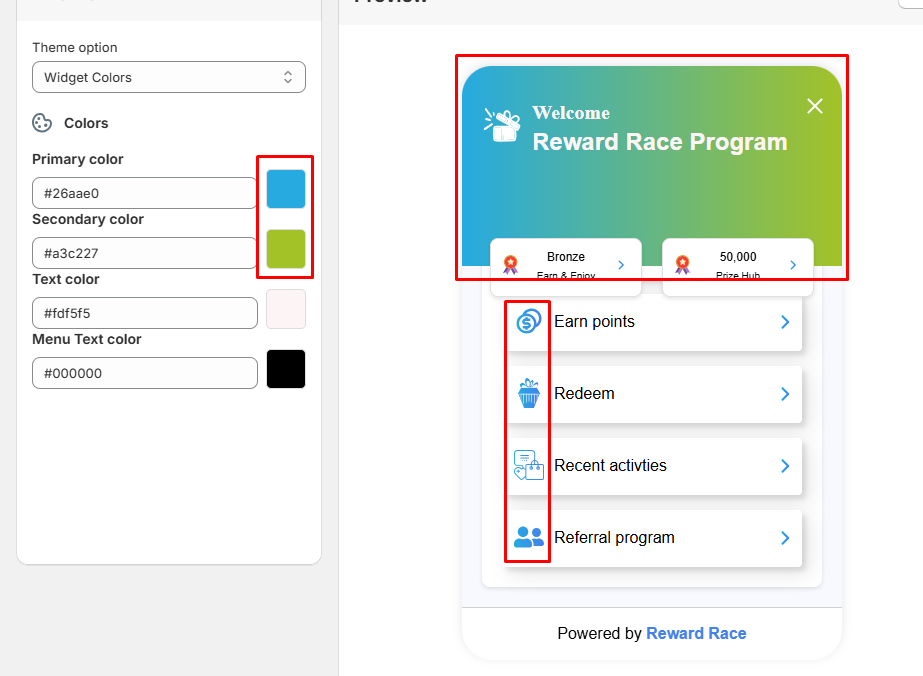 Preview
Theme option
Widget Colors
Colors
Primary color
#26aae0
Secondary color
#a3c227
Text color
#fdf5f5
Menu Text color
#000000
Welcome
Reward Race Program
Bronze
Earn & Enjoy
50,000
Prize Hub
Earn points
Redeem
Recent activties
Referral program
Powered by Reward Race